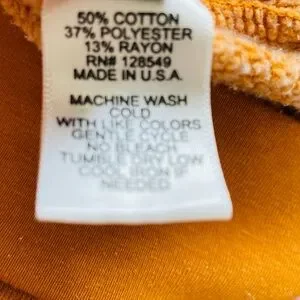 50% COTTON
37% POLYESTER
13% RAYON
RN# 128549
MADE IN U.S.A.
MACHINE WASH
COLD
WITH LIKE COLORS
GENTLE CYCLE
NO BLEACH
TUMBLE DRY LOW
COOL IRON IF
NEEDED